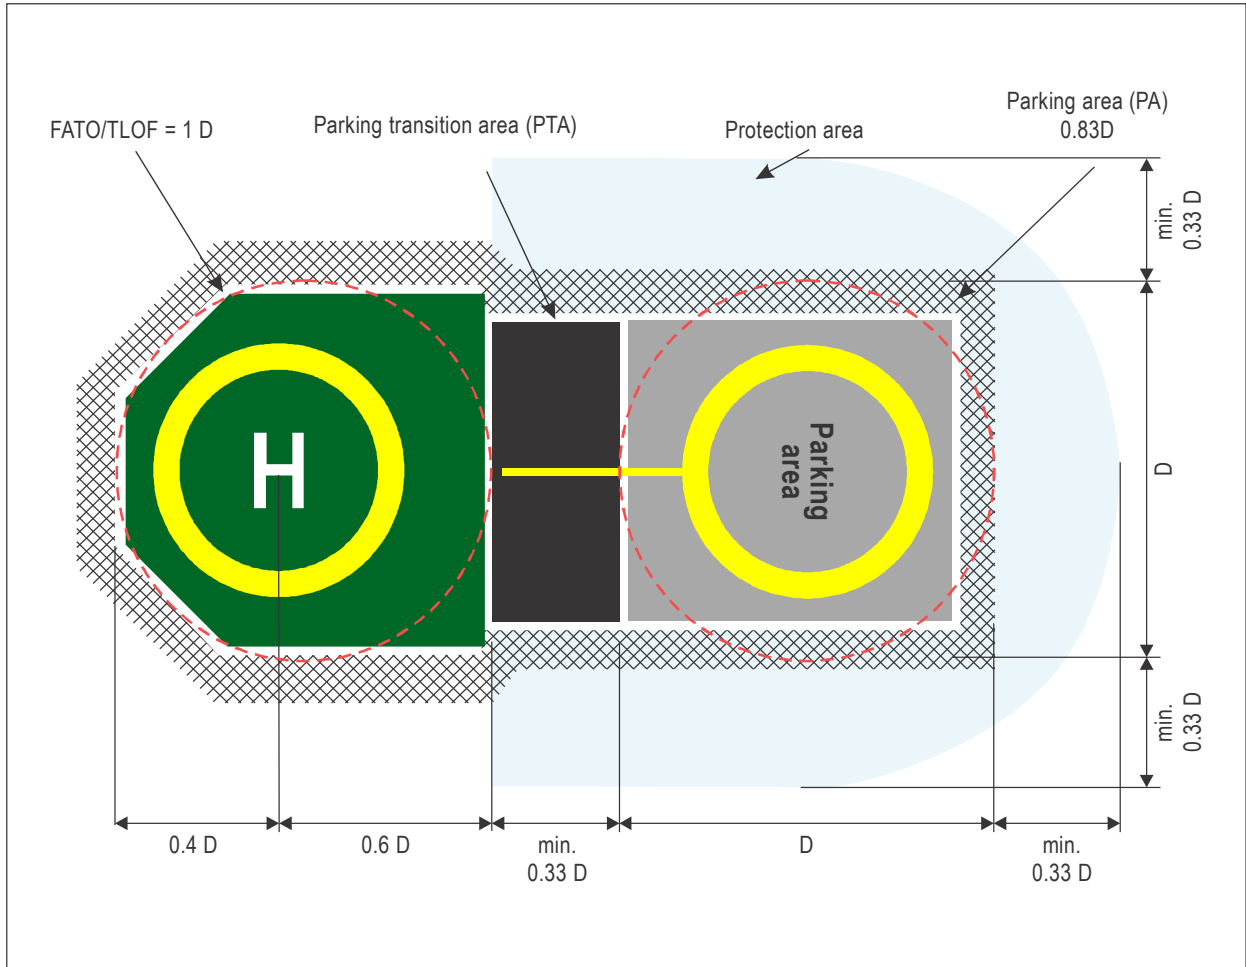 Parking area (PA)
0.83D
FATO/TLOF = 1 D
Parking transition area (PTA)
Protection area
min.
0.33 D
H
Parking
area
D
min.
0.33 D
0.4 D
0.6 D
min.
0.33 D
D
min.
0.33 D